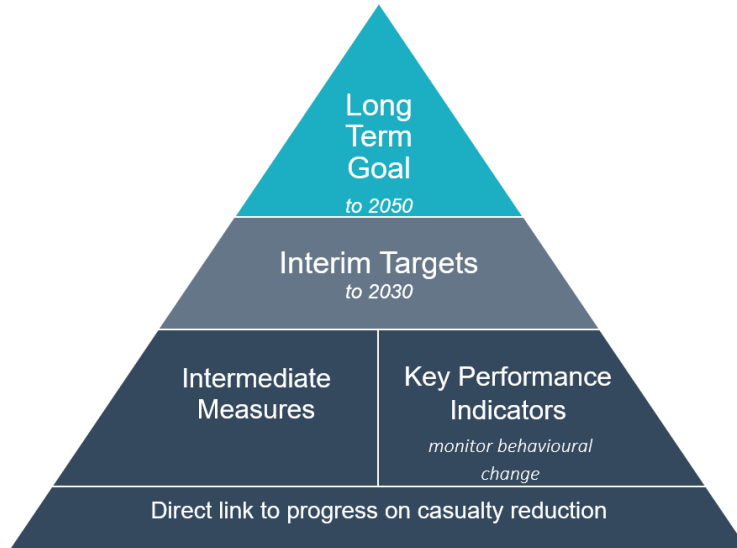 Long
Term
Goal
to 2050
Interim Targets
to 2030
Intermediate
Measures
Key Performance
Indicators
monitor behavioural
change
Direct link to progress on casualty reduction